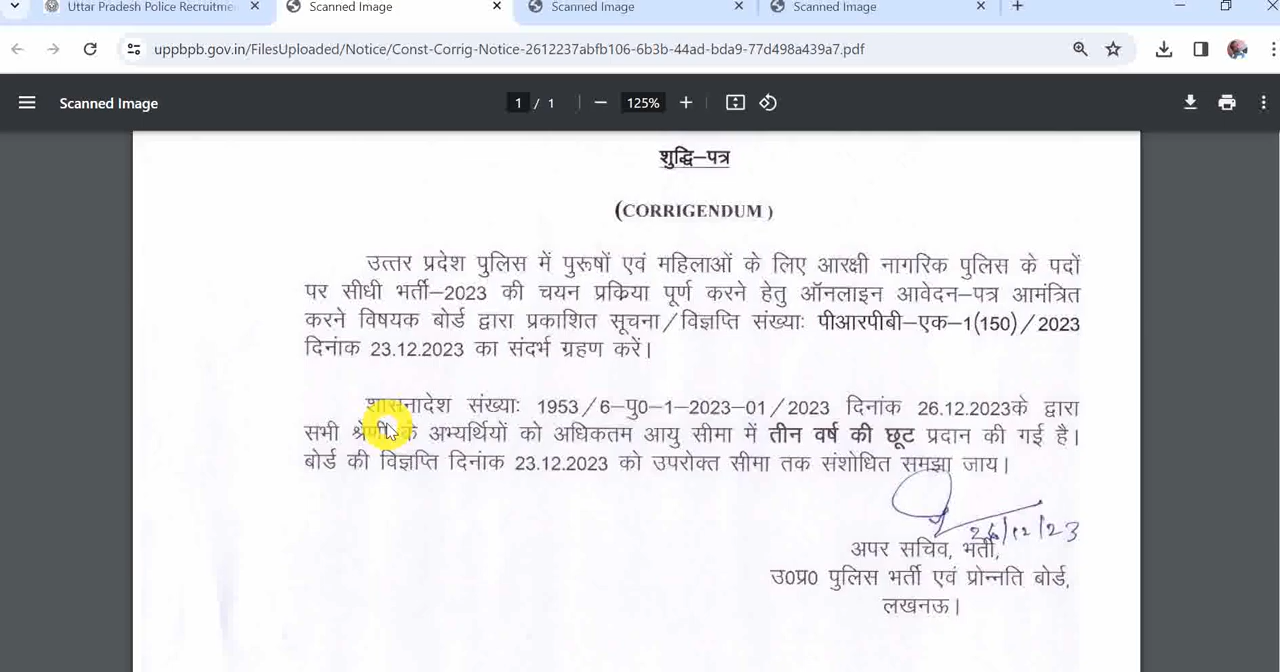 Uttar Pradesh Police Recruitme
Scanned Image
Scanned Image
Scanned Image
uppbpb.gov.in/FilesUploaded/Notice/Const-Corrig-Notice-2612237abfb106-6b3b-44ad-bda9-77d498a439a7.pdf
Scanned Image
1 / 1
125%
शुद्धि–पत्र
(CORRIGENDUM )
उत्तर प्रदेश पुलिस में पुरूषों एवं महिलाओं के लिए आरक्षी नागरिक पुलिस के पदों
पर सीधी भर्ती–2023 की चयन प्रकिया पूर्ण करने हेतु ऑनलाइन आवेदन–पत्र आमंत्रित
करने विषयक बोर्ड द्वारा प्रकाशित सूचना/विज्ञप्ति संख्याः पीआरपीबी–एक–1(150)/2023
दिनांक 23.12.2023 का संदर्भ ग्रहण करें।
शासनादेश संख्याः 1953/6–पु0–1–2023–01/2023 दिनांक 26.12.2023के द्वारा
सभी श्रेणी के अभ्यर्थियों को अधिकतम आयु सीमा में तीन वर्ष की छूट प्रदान की गई है।
बोर्ड की विज्ञप्ति दिनांक 23.12.2023 को उपरोक्त सीमा तक संशोधित समझा जाय।
26/12/23
अपर सचिव, भर्ती,
उ0प्र0 पुलिस भर्ती एवं प्रोन्नति बोर्ड,
लखनऊ।